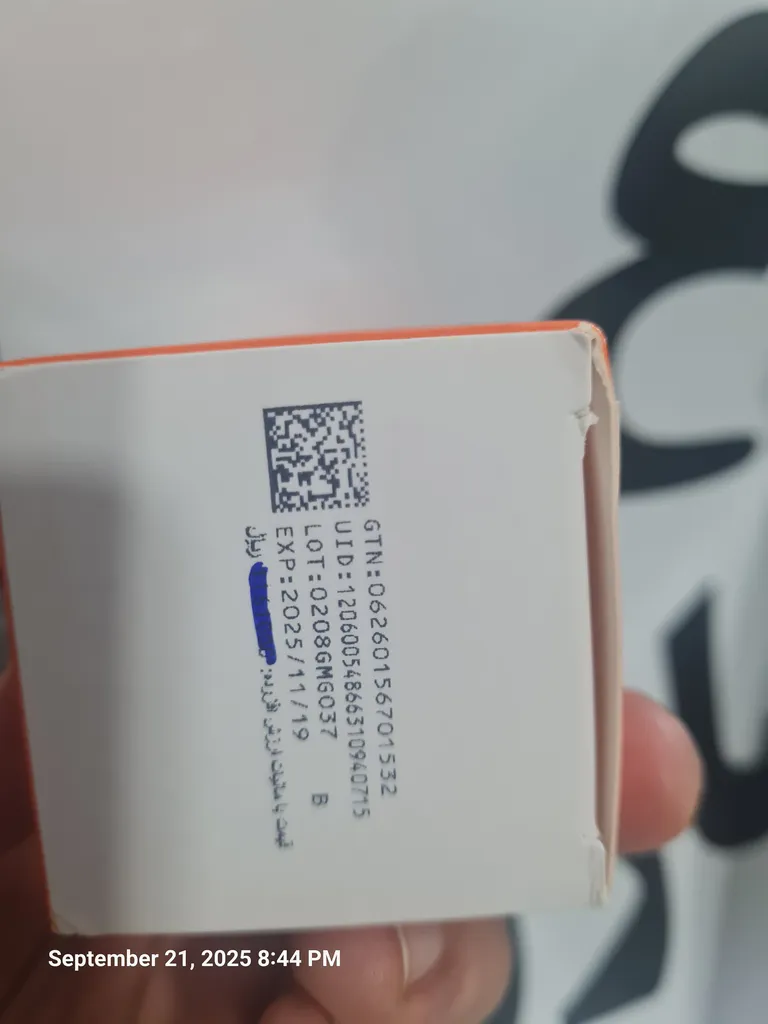 GTN:06260156701532
UID:12060054866310940715
LOT:0208GMG037 B
EXP:2025/11/19
قیمت با مالیات ارزش افزوده: ریال
September 21, 2025 8:44 PM